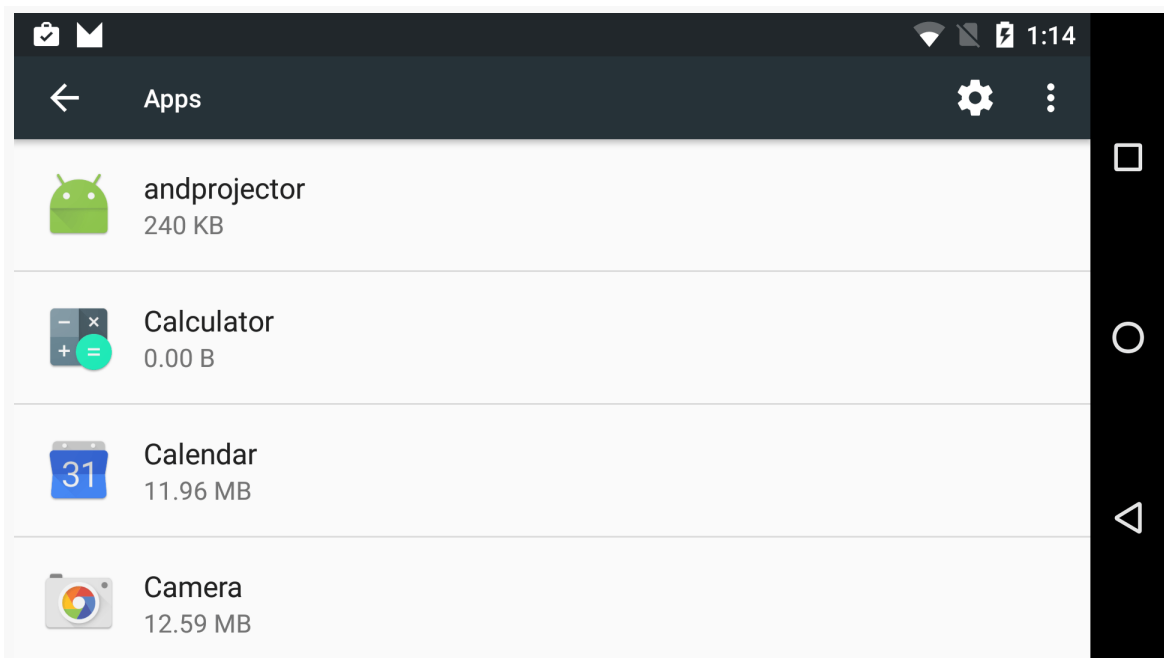 1:14
Apps
andprojector
240 KB
Calculator
0.00 B
31
Calendar
11.96 MB
Camera
12.59 MB